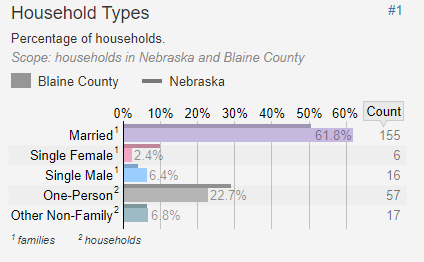 Household Types #1
Percentage of households.
Scope: households in Nebraska and Blaine County
Blaine County Nebraska
0% 10% 20% 30% 40% 50% 60% Count
Married¹ 61.8% 155
Single Female¹ 2.4% 6
Single Male¹ 6.4% 16
One-Person² 22.7% 57
Other Non-Family² 6.8% 17
¹ families ² households